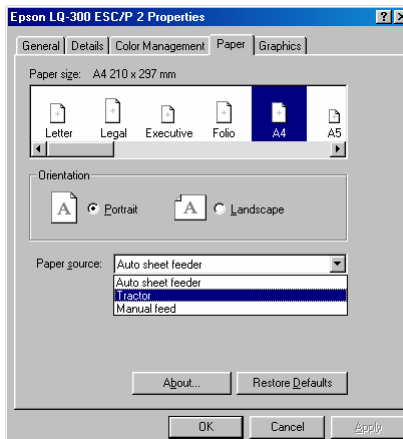 Epson LQ-300 ESC/P 2 Properties
General Details Color Management Paper Graphics
Paper size: A4 210 x 297 mm
Letter Legal Executive Folio A4 A5
Orientation
A Portrait A Landscape
Paper source: Auto sheet feeder
Auto sheet feeder
Tractor
Manual feed
About... Restore Defaults
OK Cancel Apply